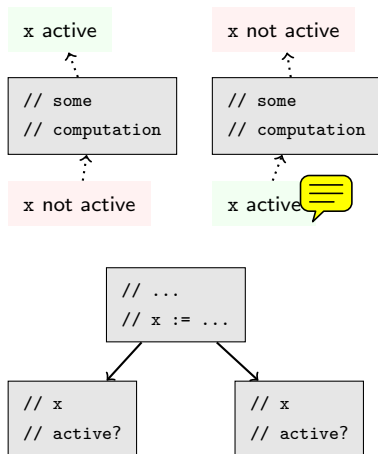 x active
x not active
// some
// computation
// some
// computation
x not active
x active
// ...
// x := ...
// x
// active?
// x
// active?